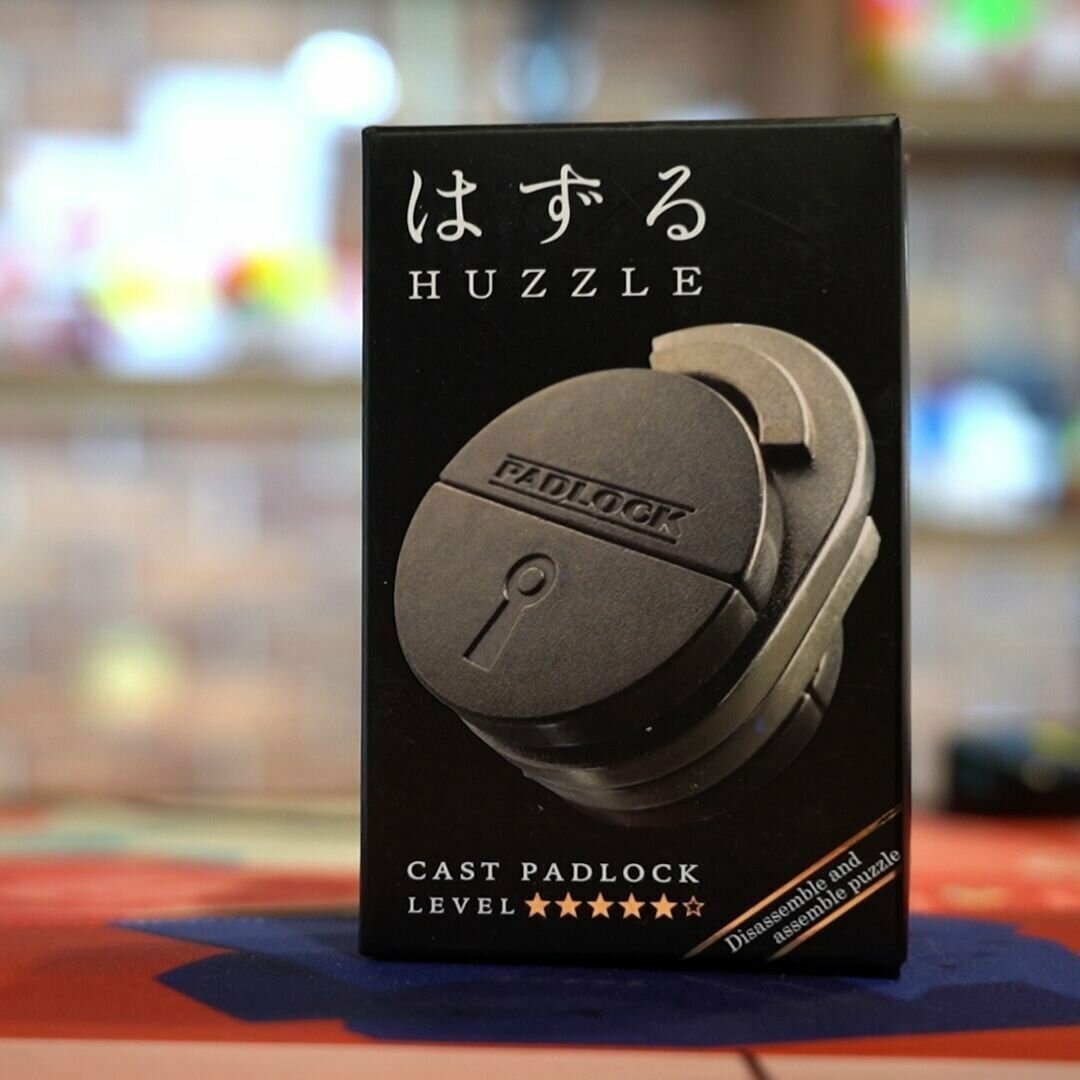 はずる
HUZZLE
PADLOCK
CAST PADLOCK
LEVEL ★★★★★☆
Disassemble and
assemble puzzle